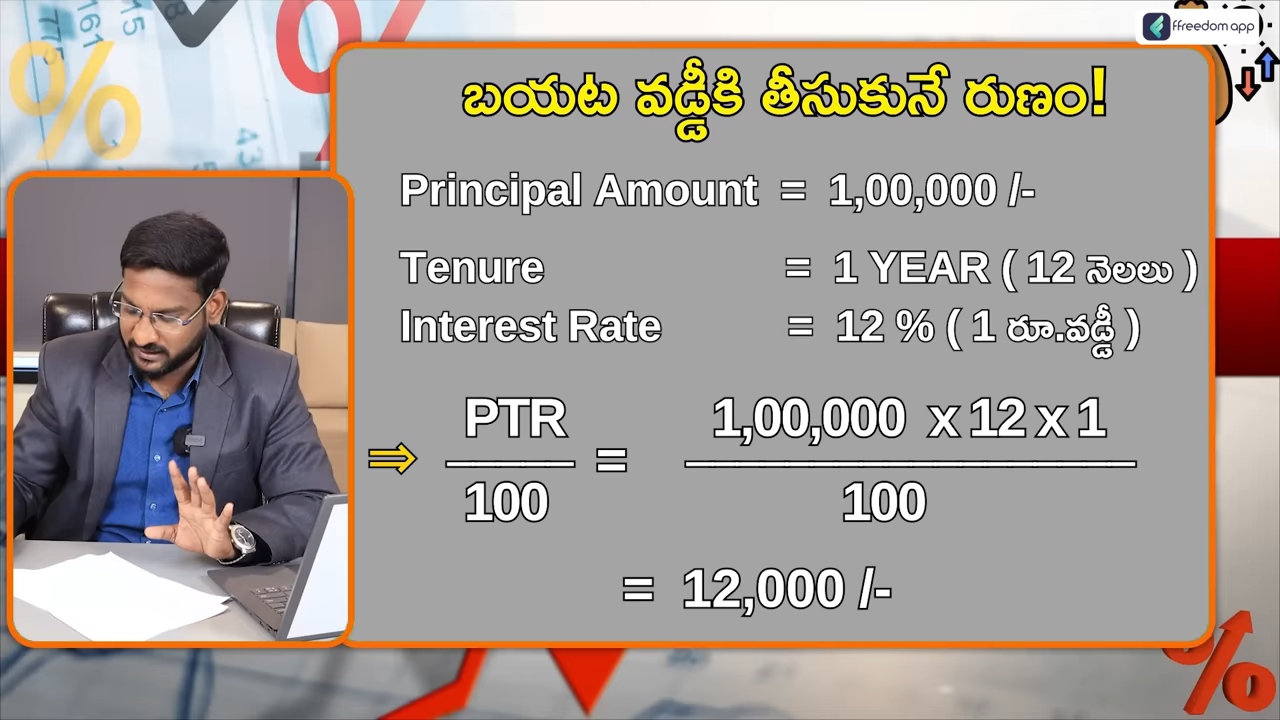 ffreedom app
బయట వడ్డీకి తీసుకునే రుణం!
Principal Amount = 1,00,000 /-
Tenure = 1 YEAR ( 12 నెలలు )
Interest Rate = 12 % ( 1 రూ.వడ్డీ )
⇒ PTR = 1,00,000 x 12 x 1
100 100
= 12,000 /-